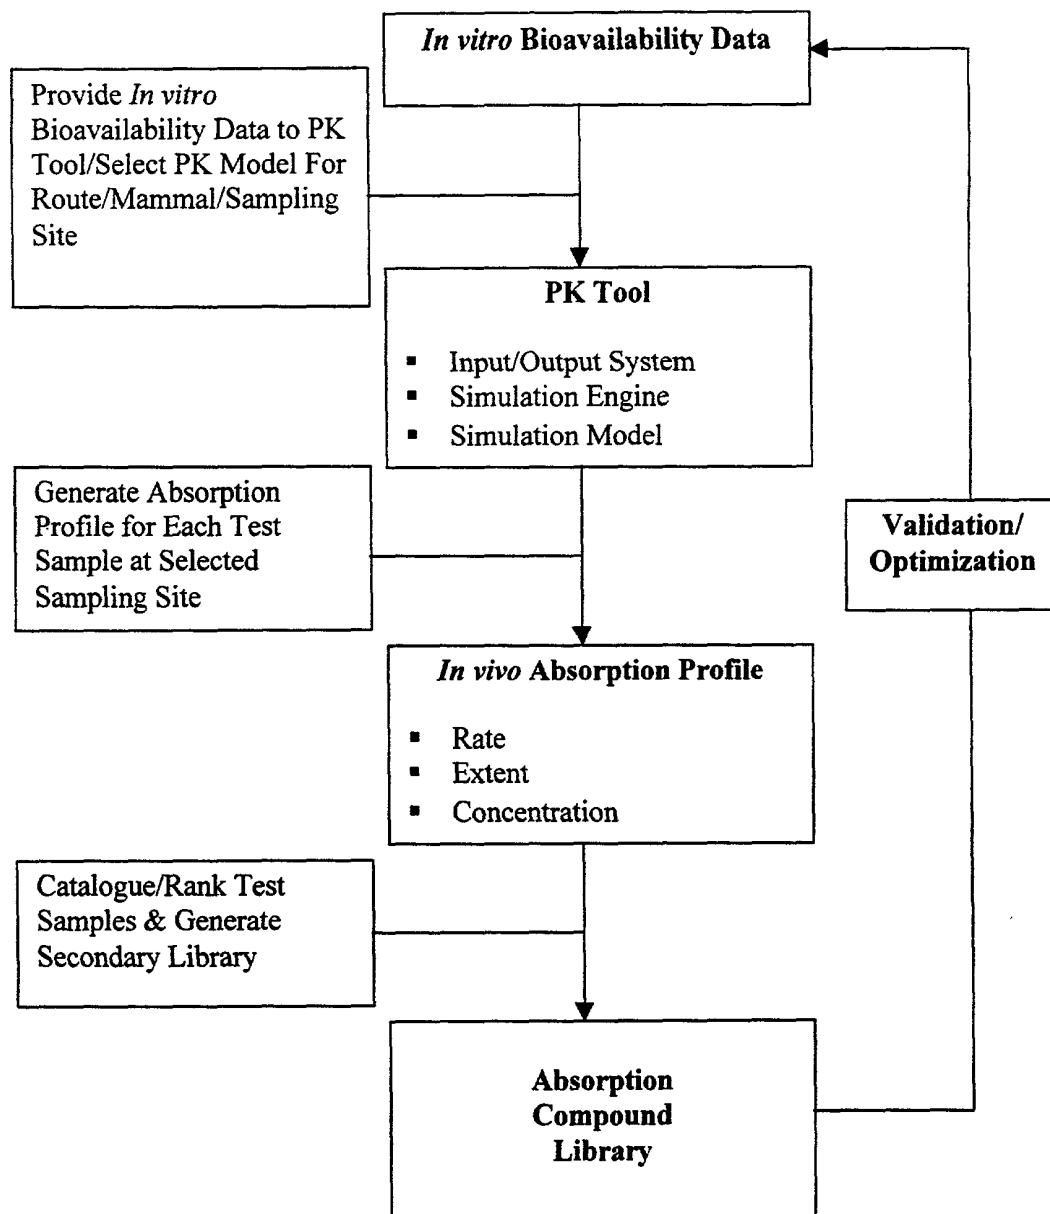 In vitro Bioavailability Data
Provide In vitro
Bioavailability Data to PK
Tool/Select PK Model For
Route/Mammal/Sampling
Site
PK Tool
▪ Input/Output System
▪ Simulation Engine
▪ Simulation Model
Generate Absorption
Profile for Each Test
Sample at Selected
Sampling Site
Validation/
Optimization
In vivo Absorption Profile
▪ Rate
▪ Extent
▪ Concentration
Catalogue/Rank Test
Samples & Generate
Secondary Library
Absorption
Compound
Library